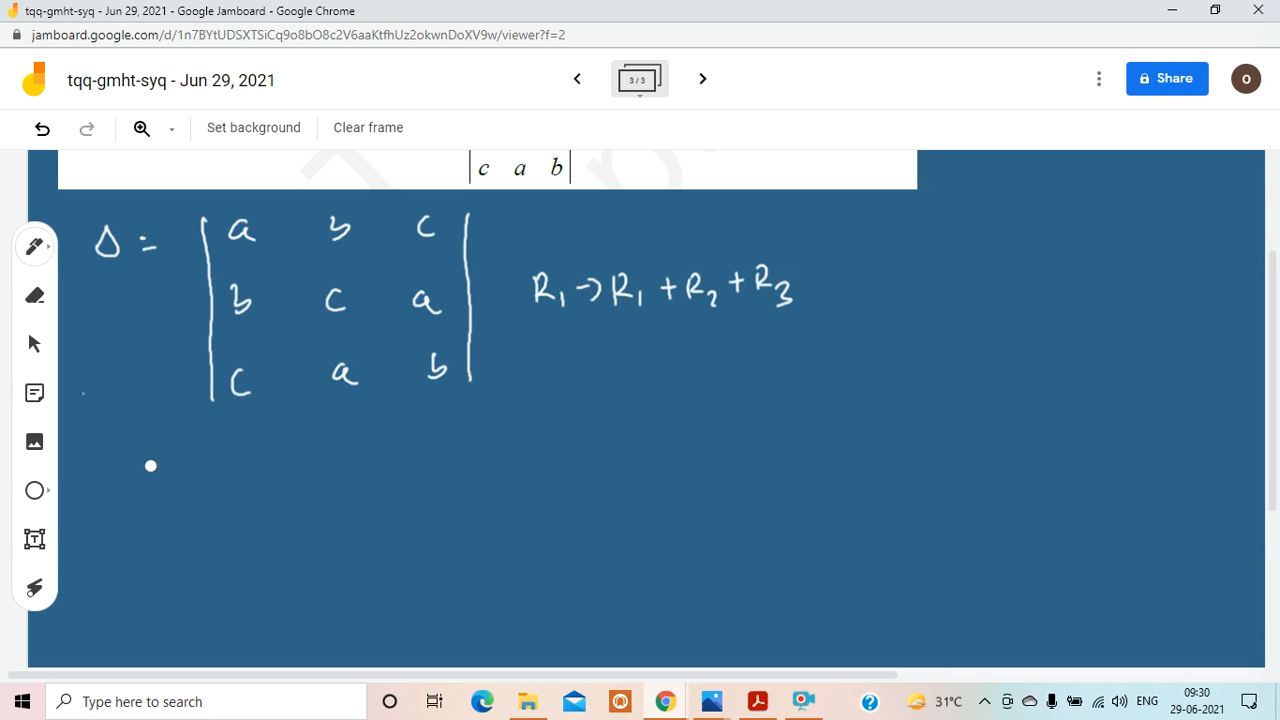 tqq-gmht-syq - Jun 29, 2021 - Google Jamboard - Google Chrome
jamboard.google.com/d/1n7BYtUDSXTSiCq9o8bO8c2V6aaKtfhUz2okwnDoXV9w/viewer?f=2
tqq-gmht-syq - Jun 29, 2021
3 / 3
Share
O
Set background
Clear frame
c a b
Δ = | a b c |
| b c a | R₁ → R₁ + R₂ + R₃
| c a b |
Type here to search
31°C
ENG
09:30
29-06-2021